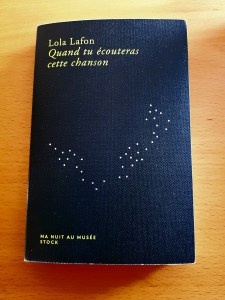 Lola Lafon
Quand tu écouteras
cette chanson
MA NUIT AU MUSÉE
STOCK